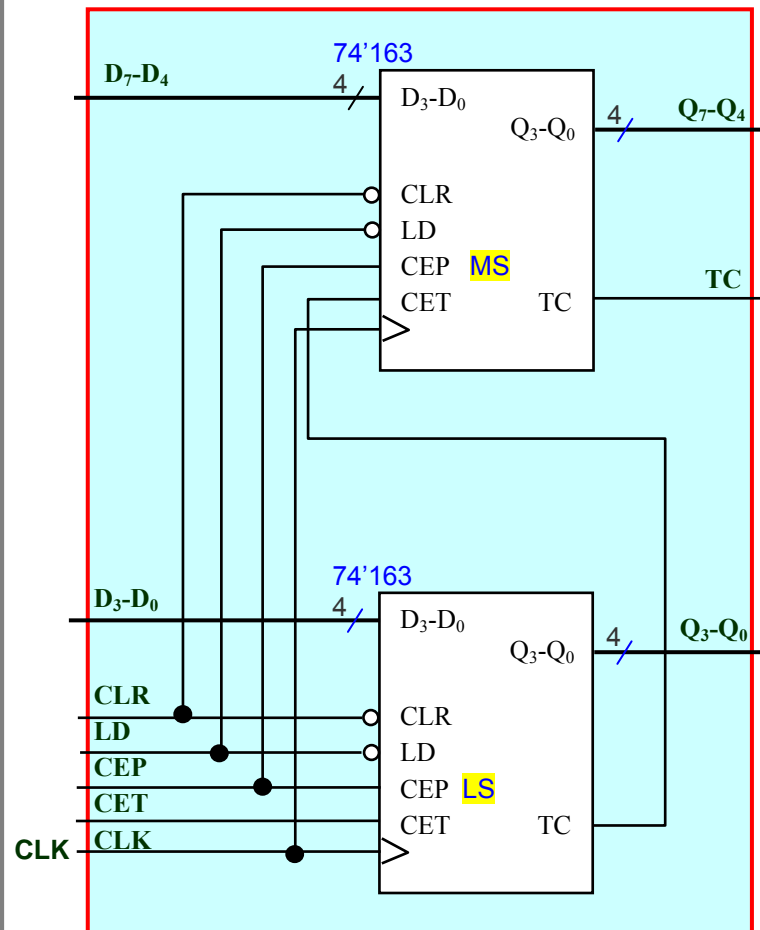 74’163
D₇-D₄
4
D₃-D₀
Q₃-Q₀
4
Q₇-Q₄
CLR
LD
CEP MS
CET TC
TC
74’163
D₃-D₀
4
D₃-D₀
Q₃-Q₀
4
Q₃-Q₀
CLR
CLR
LD
LD
CEP
CEP LS
CET
CET TC
CLK CLK